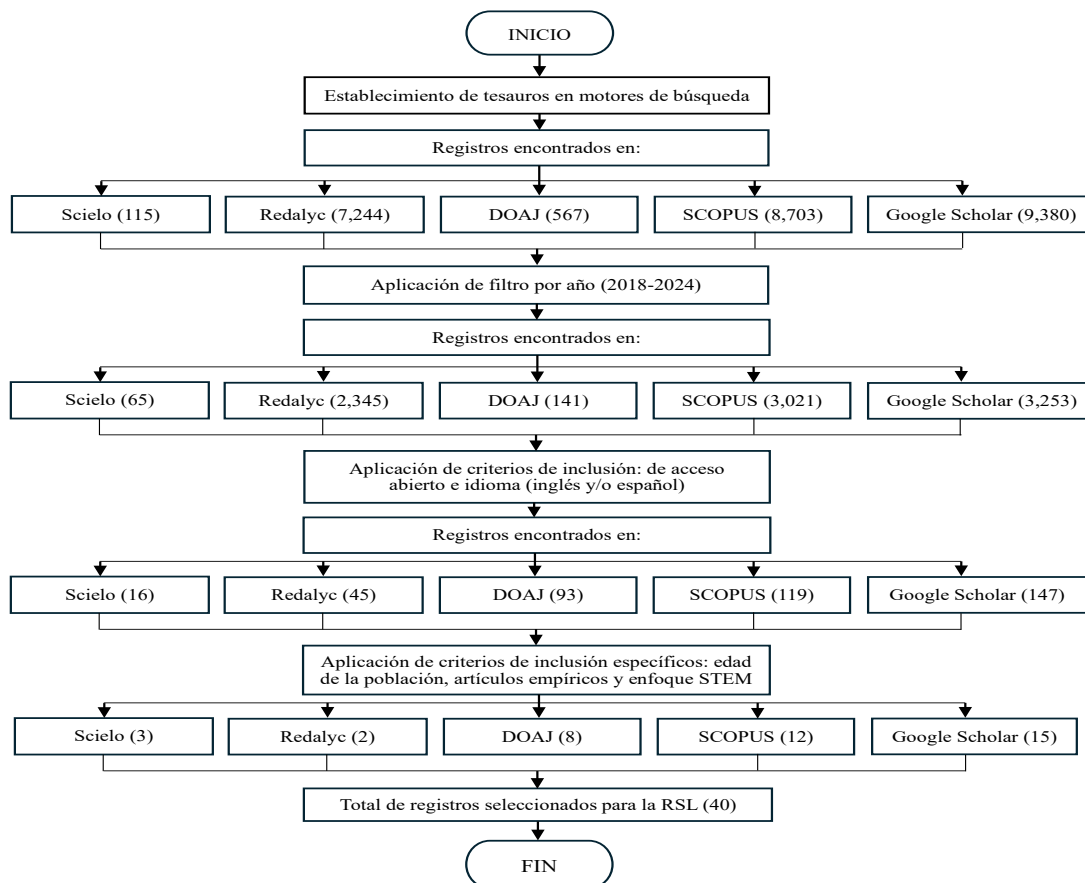 INICIO
Establecimiento de tesauros en motores de búsqueda
Registros encontrados en:
Scielo (115)
Redalyc (7,244)
DOAJ (567)
SCOPUS (8,703)
Google Scholar (9,380)
Aplicación de filtro por año (2018-2024)
Registros encontrados en:
Scielo (65)
Redalyc (2,345)
DOAJ (141)
SCOPUS (3,021)
Google Scholar (3,253)
Aplicación de criterios de inclusión: de acceso
abierto e idioma (inglés y/o español)
Registros encontrados en:
Scielo (16)
Redalyc (45)
DOAJ (93)
SCOPUS (119)
Google Scholar (147)
Aplicación de criterios de inclusión específicos: edad
de la población, artículos empíricos y enfoque STEM
Scielo (3)
Redalyc (2)
DOAJ (8)
SCOPUS (12)
Google Scholar (15)
Total de registros seleccionados para la RSL (40)
FIN